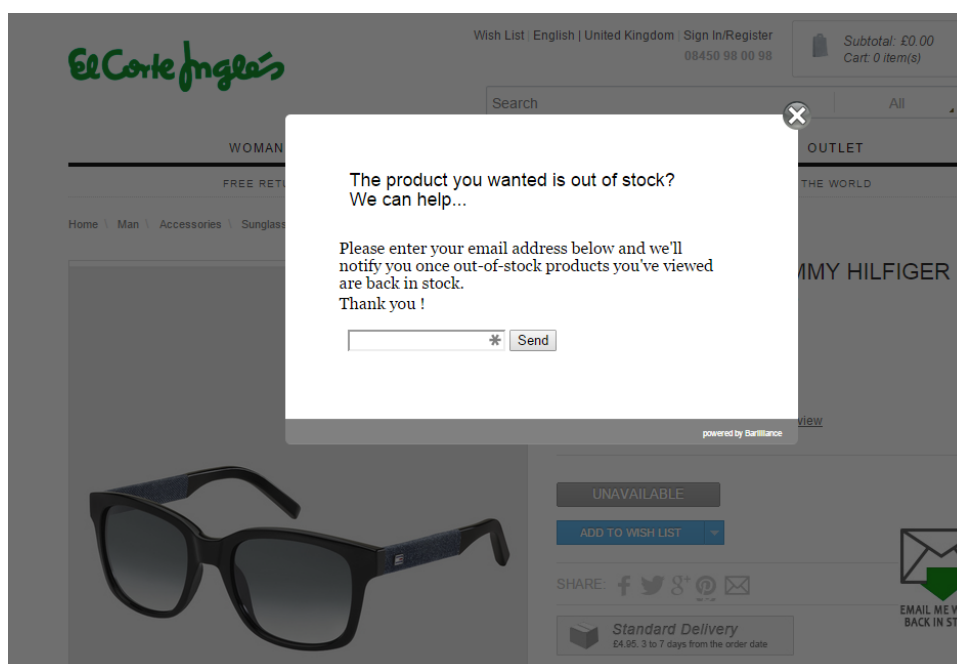 El Corte Inglés
Wish List | English | United Kingdom | Sign In/Register
08450 98 00 98
Subtotal: £0.00
Cart: 0 item(s)
Search
All
WOMAN
OUTLET
FREE RETU
THE WORLD
Home \ Man \ Accessories \ Sunglass
The product you wanted is out of stock?
We can help...
Please enter your email address below and we'll
notify you once out-of-stock products you've viewed
are back in stock.
Thank you !
Send
powered by Barilliance
MMY HILFIGER
view
UNAVAILABLE
ADD TO WISH LIST
SHARE:
EMAIL ME W
BACK IN ST
Standard Delivery
£4.95, 3 to 7 days from the order date